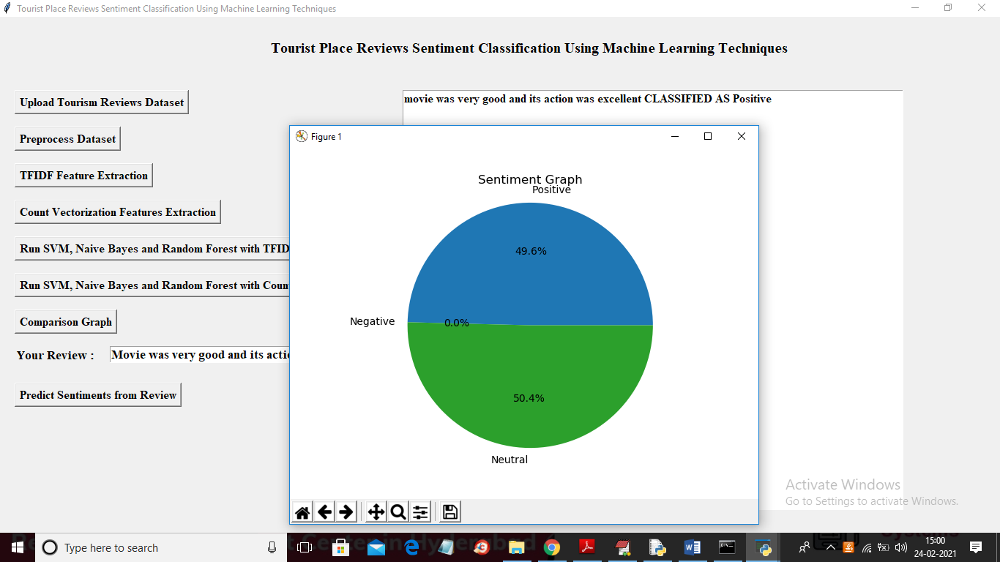 Tourist Place Reviews Sentiment Classification Using Machine Learning Techniques
Tourist Place Reviews Sentiment Classification Using Machine Learning Techniques
Upload Tourism Reviews Dataset
movie was very good and its action was excellent CLASSIFIED AS Positive
Preprocess Dataset
TFIDF Feature Extraction
Count Vectorization Features Extraction
Run SVM, Naive Bayes and Random Forest with TFID
Run SVM, Naive Bayes and Random Forest with Coun
Comparison Graph
Your Review :
Movie was very good and its actio
Predict Sentiments from Review
Figure 1
Sentiment Graph
Positive
49.6%
Negative
0.0%
50.4%
Neutral
Activate Windows
Go to Settings to activate Windows.
Type here to search
15:00
24-02-2021